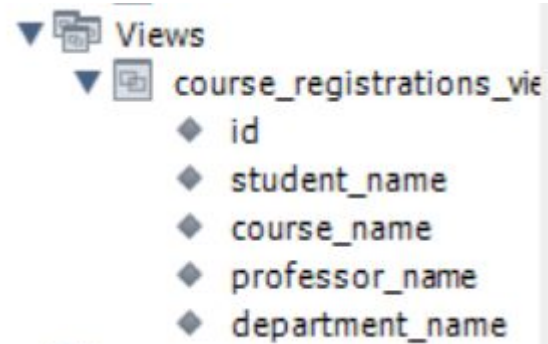 Views
course_registrations_vie
id
student_name
course_name
professor_name
department_name